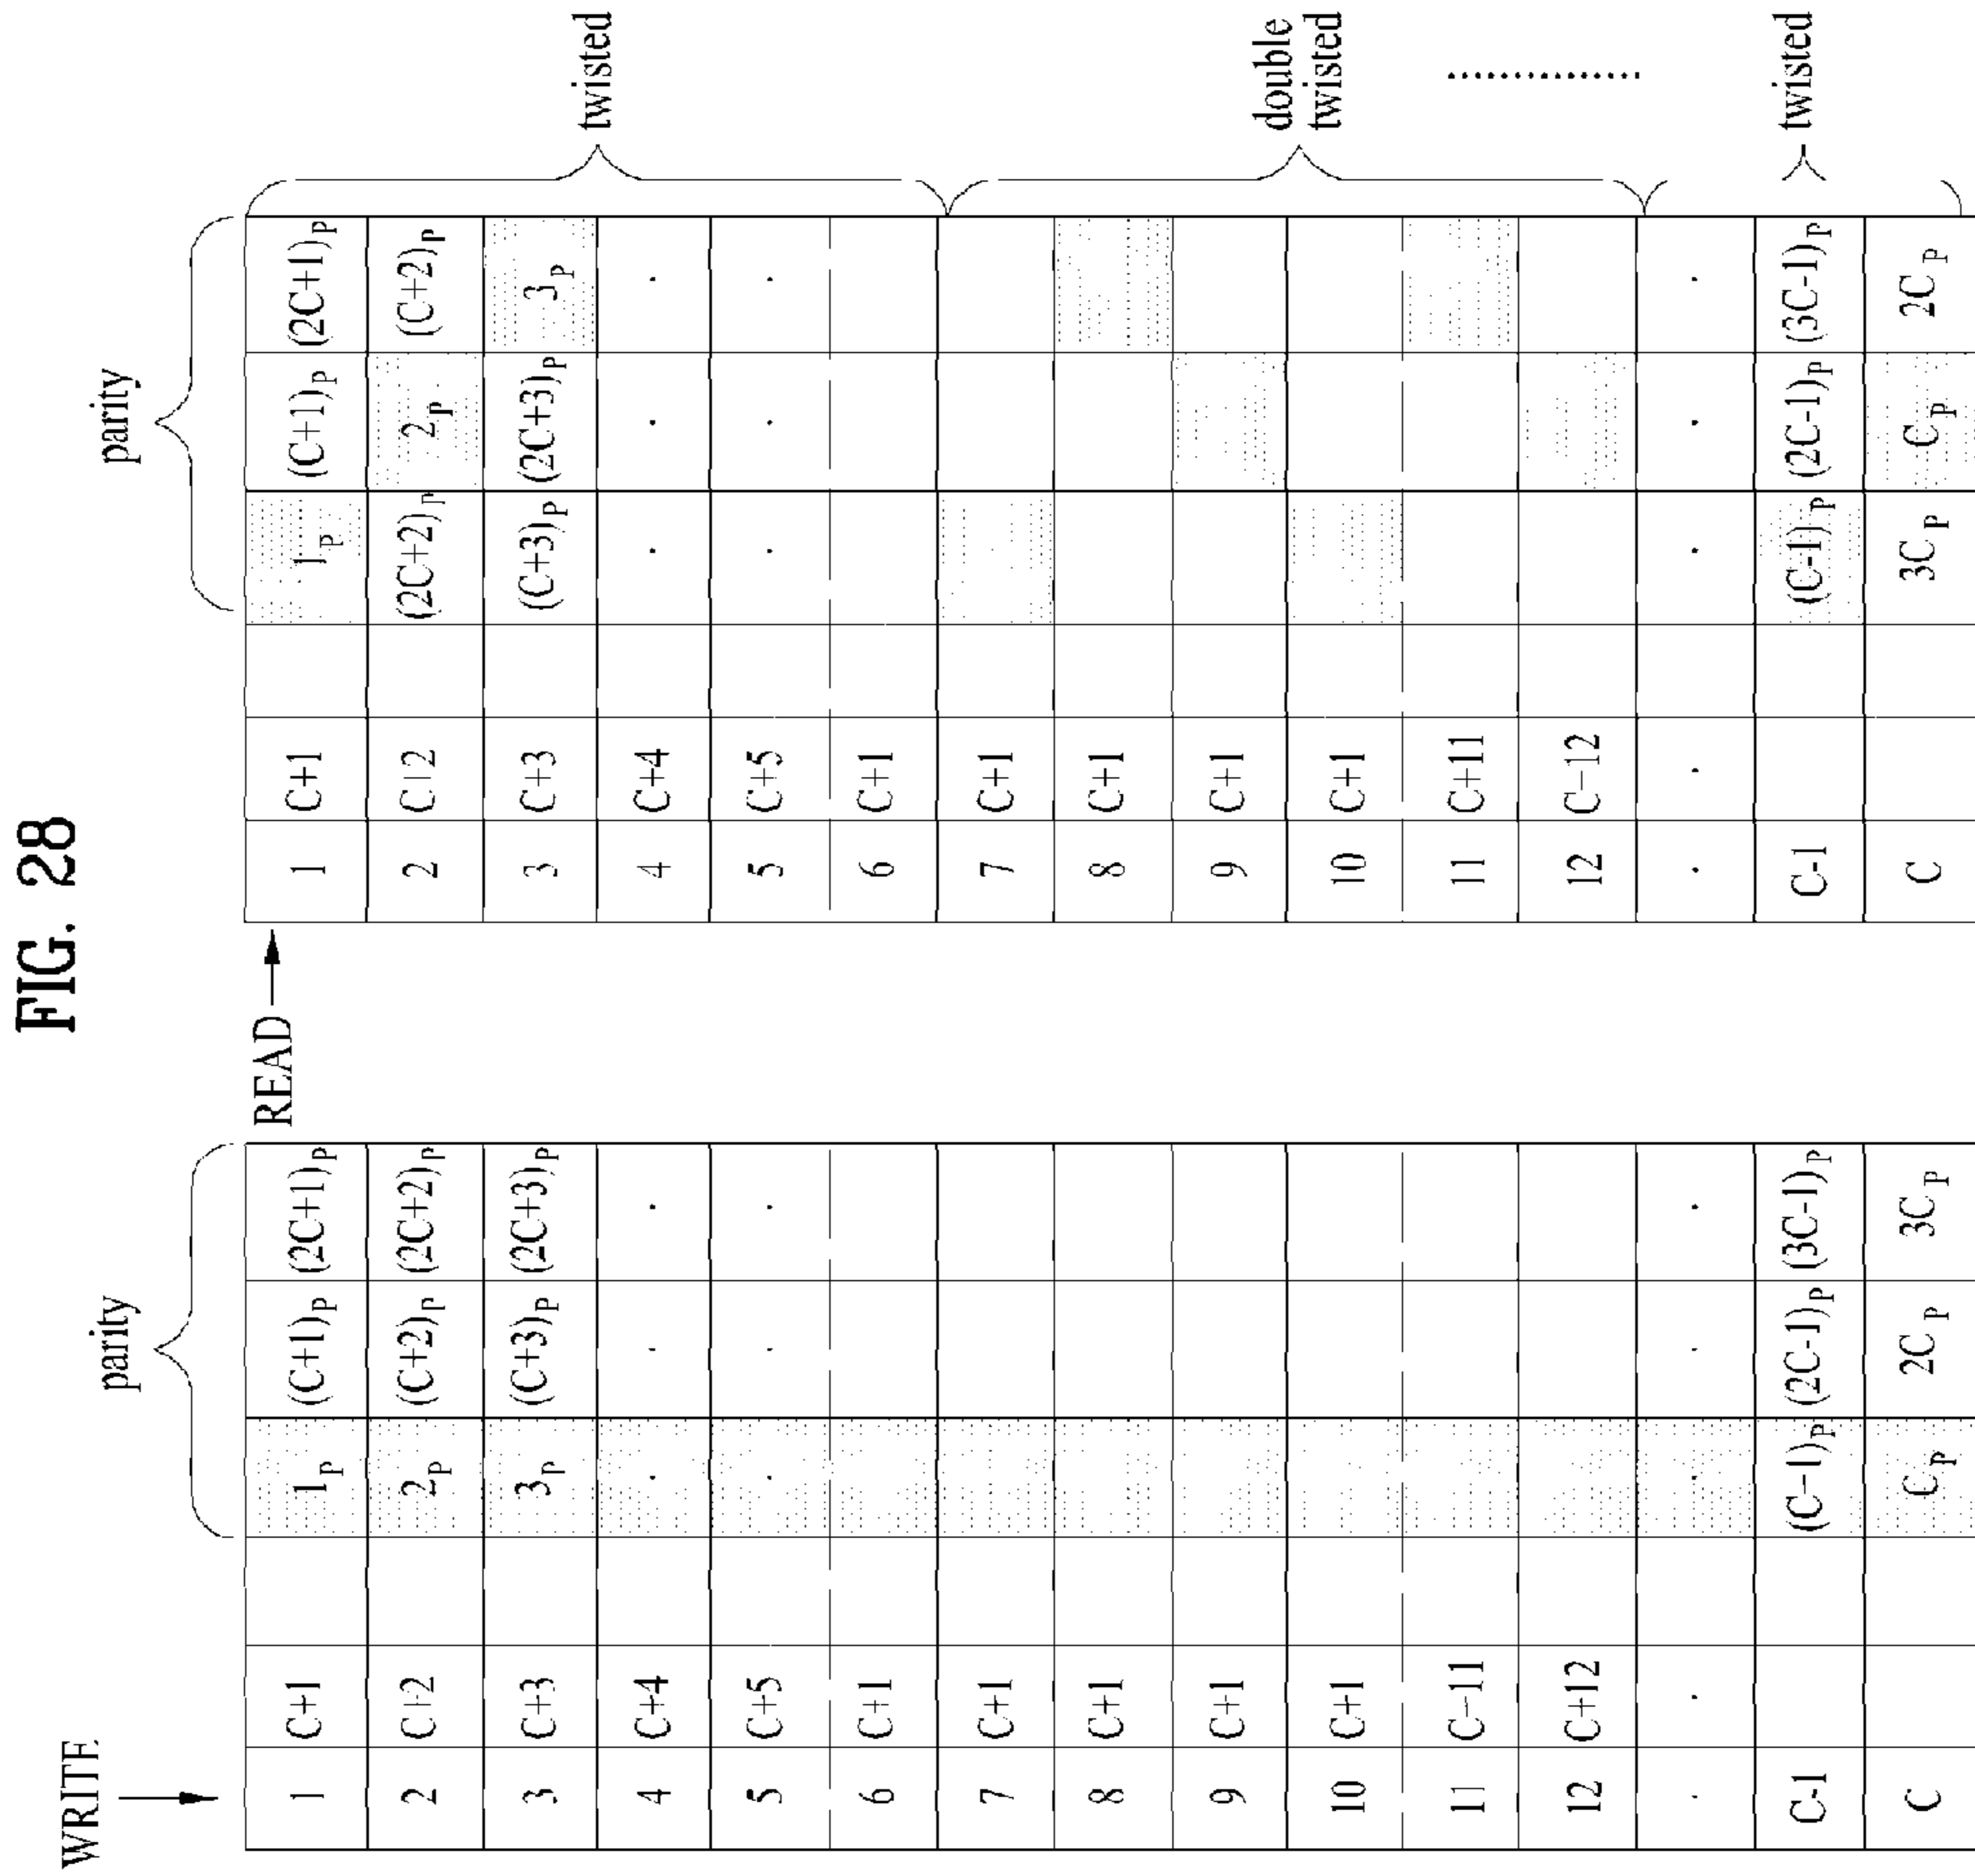 FIG. 28
WRITE
parity
parity
READ
1 C+1 1P (C+1)P (2C+1)P
1 C+1 1P (C+1)P (2C+1)P
2 C+2 2P (C+2)P (2C+2)P
2 C+2 (2C+2)P 2P (C+2)P
3 C+3 3P (C+3)P (2C+3)P
3 C+3 (C+3)P (2C+3)P 3P
4 C+4 . . .
4 C+4 . . .
twisted
5 C+5 . . .
5 C+5 . . .
6 C+1
6 C+1
7 C+1
7 C+1
8 C+1
8 C+1
9 C+1
9 C+1
double
twisted
10 C+1
10 C+1
11 C-11
11 C+11
12 C+12
12 C-12
. . . . .
. . . . .
C-1 (C-1)P (2C-1)P (3C-1)P
C-1 (C-1)P (2C-1)P (3C-1)P
twisted
C CP 2CP 3CP
C 3CP CP 2CP